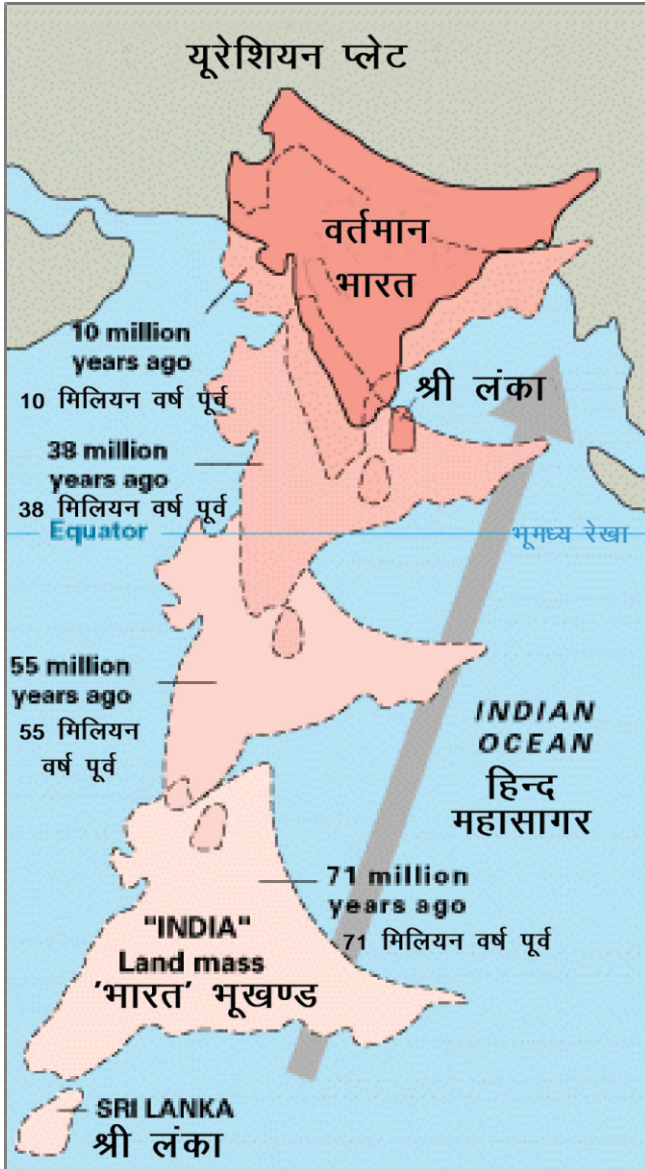 यूरेशियन प्लेट
वर्तमान
भारत
10 million
years ago
10 मिलियन वर्ष पूर्व
श्री लंका
38 million
years ago
38 मिलियन वर्ष पूर्व
Equator
भूमध्य रेखा
55 million
years ago
55 मिलियन
वर्ष पूर्व
INDIAN
OCEAN
हिन्द
महासागर
71 million
years ago
71 मिलियन वर्ष पूर्व
"INDIA"
Land mass
'भारत' भूखण्ड
SRI LANKA
श्री लंका